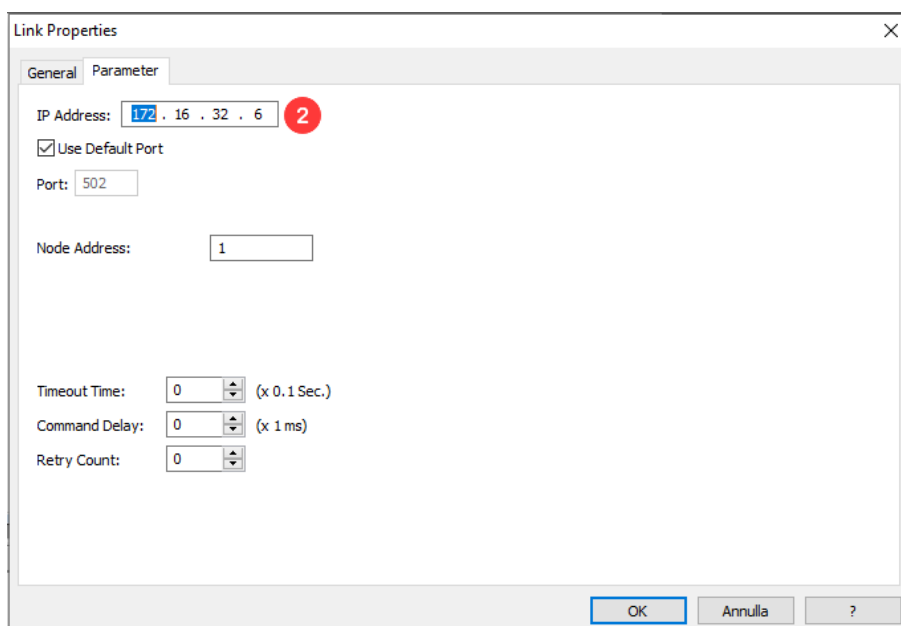 Link Properties
General Parameter
IP Address: 172 . 16 . 32 . 6 2
Use Default Port
Port: 502
Node Address: 1
Timeout Time: 0 (x 0.1 Sec.)
Command Delay: 0 (x 1 ms)
Retry Count: 0
OK Annulla ?